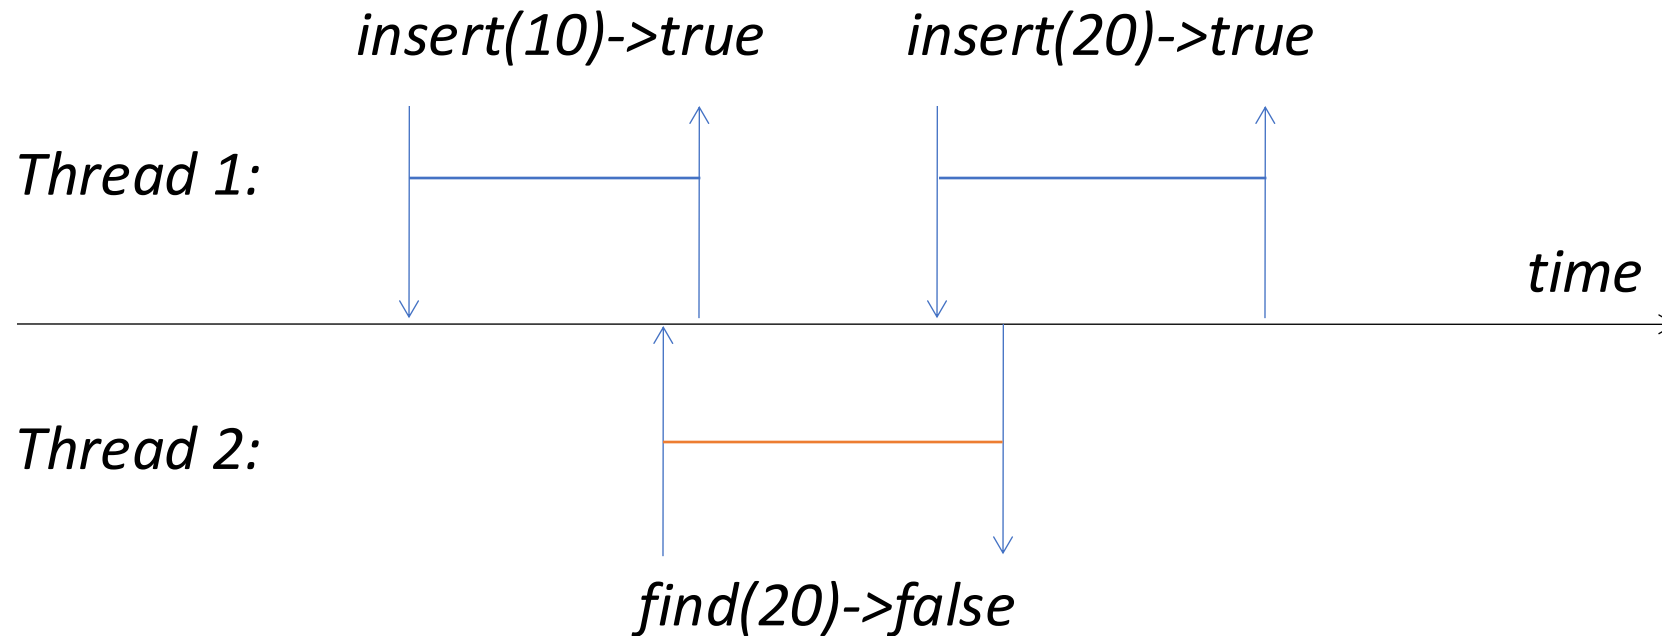 insert(10)->true insert(20)->true
Thread 1:
time
Thread 2:
find(20)->false